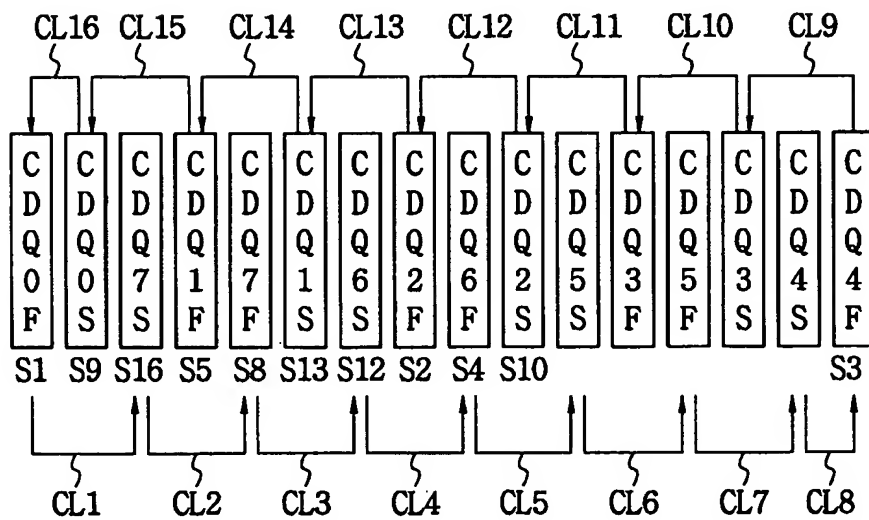 CL16 CL15 CL14 CL13 CL12 CL11 CL10 CL9
CDQ0F CDQ0S CDQ7S CDQ1F CDQ7F CDQ1S CDQ6S CDQ2F CDQ6F CDQ2S CDQ5S CDQ3F CDQ5F CDQ3S CDQ4S CDQ4F
S1 S9 S16 S5 S8 S13 S12 S2 S4 S10 S3
CL1 CL2 CL3 CL4 CL5 CL6 CL7 CL8